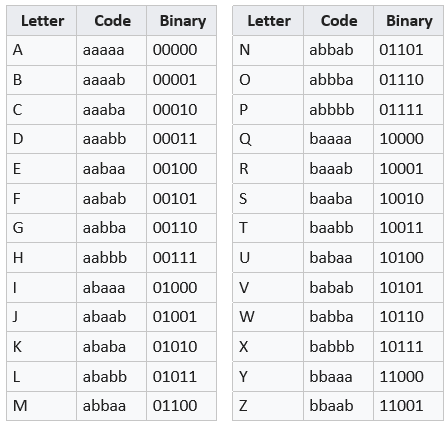 Letter Code Binary Letter Code Binary
A aaaaa 00000 N abbab 01101
B aaaab 00001 O abbba 01110
C aaaba 00010 P abbbb 01111
D aaabb 00011 Q baaaa 10000
E aabaa 00100 R baaab 10001
F aabab 00101 S baaba 10010
G aabba 00110 T baabb 10011
H aabbb 00111 U babaa 10100
I abaaa 01000 V babab 10101
J abaab 01001 W babba 10110
K ababa 01010 X babbb 10111
L ababb 01011 Y bbaaa 11000
M abbaa 01100 Z bbaab 11001